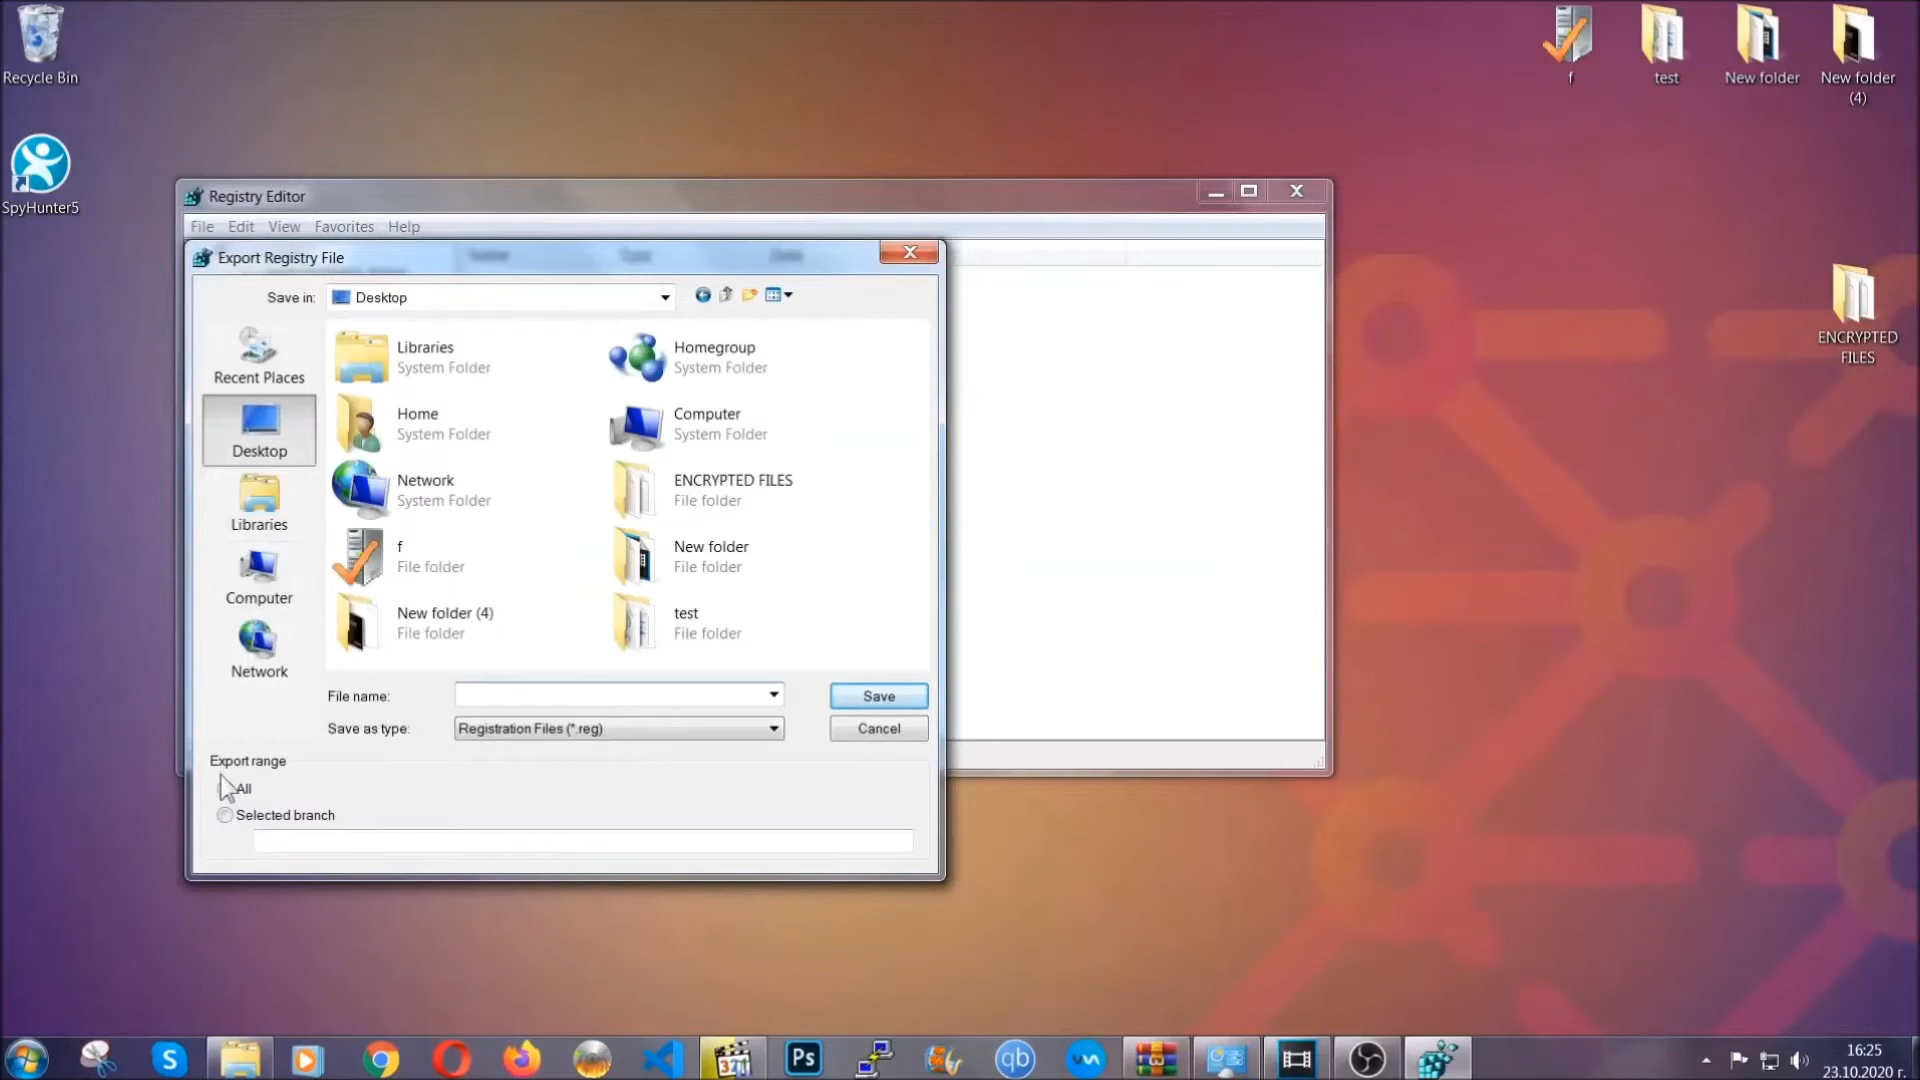 Recycle Bin
SpyHunter5
f
test
New folder
New folder
(4)
ENCRYPTED
FILES
Registry Editor
File Edit View Favorites Help
Export Registry File
Save in:
Desktop
Recent Places
Desktop
Libraries
Computer
Network
Libraries
System Folder
Homegroup
System Folder
Home
System Folder
Computer
System Folder
Network
System Folder
ENCRYPTED FILES
File folder
f
File folder
New folder
File folder
New folder (4)
File folder
test
File folder
File name:
Save
Save as type:
Registration Files (*.reg)
Cancel
Export range
All
Selected branch
S
321
Ps
qb
16:25
23.10.2020 г.